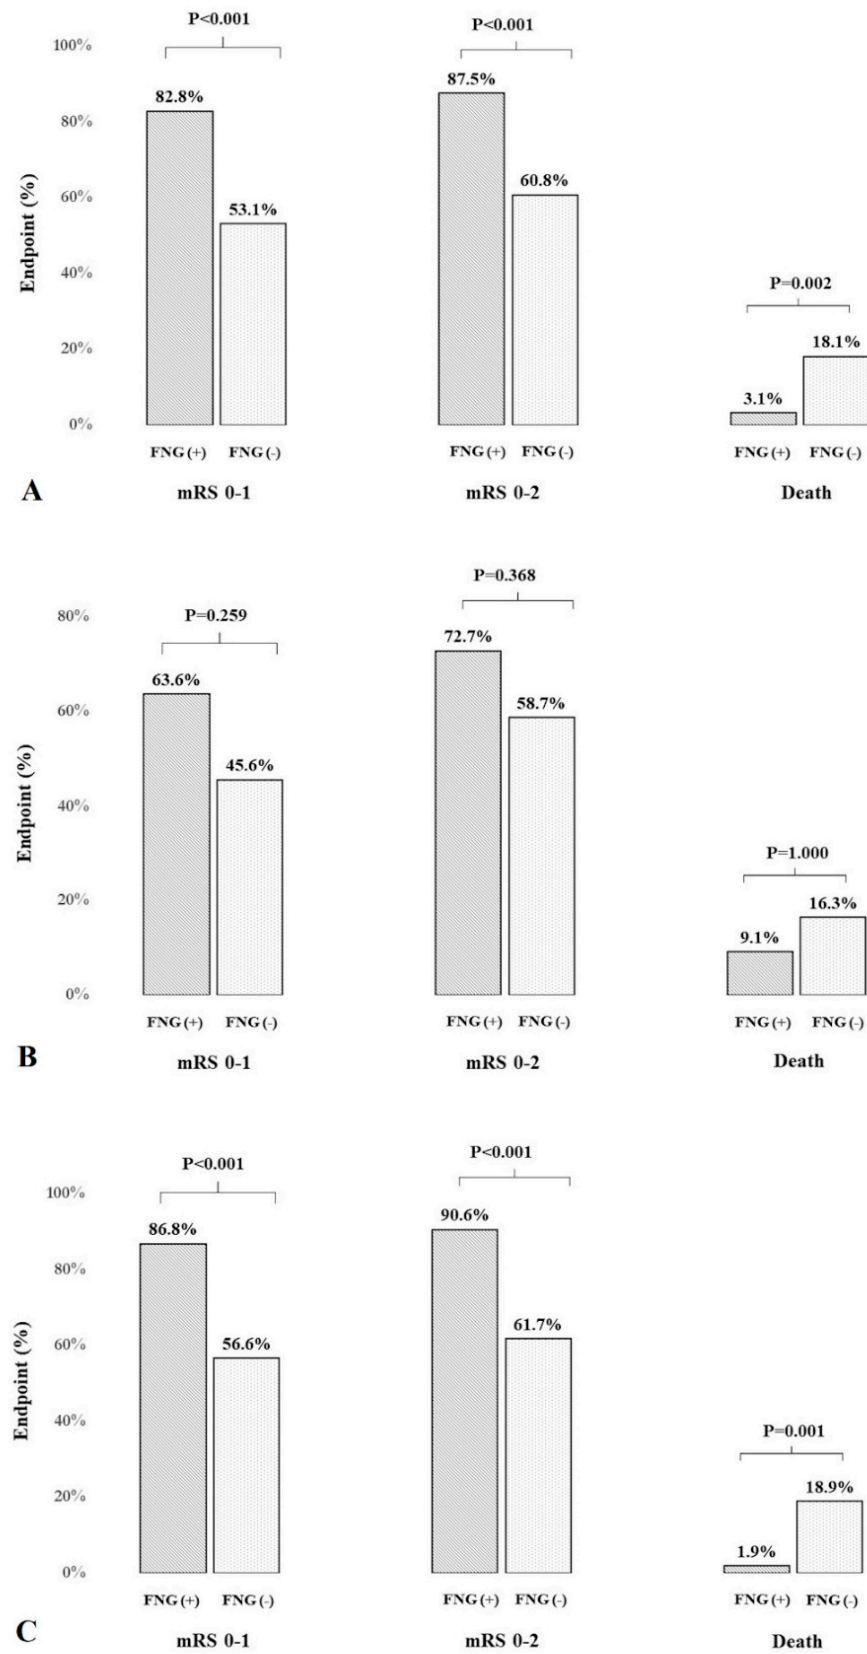 P<0.001 P<0.001
100%
87.5%
82.8%
80%
60.8%
60%
53.1%
Endpoint (%)
40%
P=0.002
20%
18.1%
3.1%
0%
FNG (+) FNG (-) FNG (+) FNG (-) FNG (+) FNG (-)
A mRS 0-1 mRS 0-2 Death
P=0.368
80% P=0.259
72.7%
63.6%
60%
58.7%
45.6%
Endpoint (%)
40%
P=1.000
20%
16.3%
9.1%
0%
FNG (+) FNG (-) FNG (+) FNG (-) FNG (+) FNG (-)
B mRS 0-1 mRS 0-2 Death
P<0.001 P<0.001
100%
90.6%
86.8%
80%
61.7%
60%
56.6%
Endpoint (%)
40%
P=0.001
20%
18.9%
1.9%
0%
FNG (+) FNG (-) FNG (+) FNG (-) FNG (+) FNG (-)
C mRS 0-1 mRS 0-2 Death